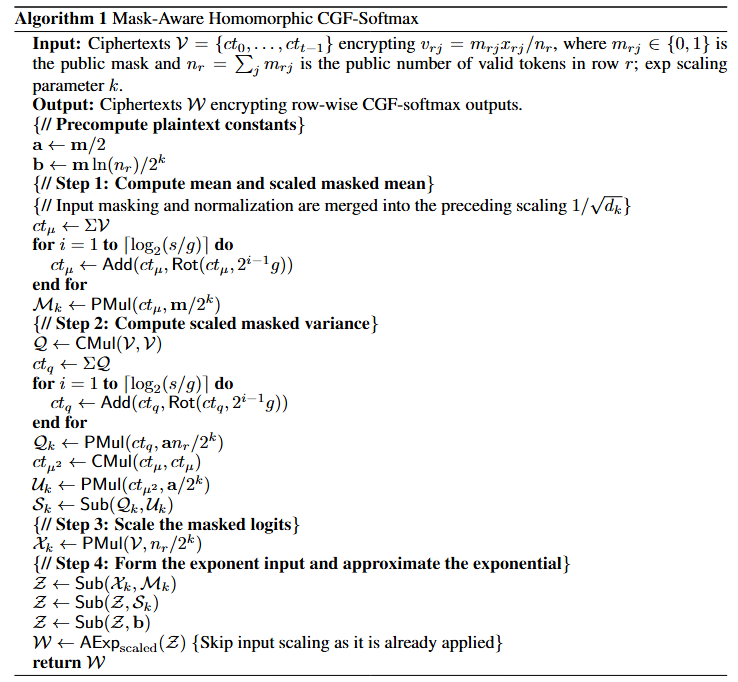 Algorithm 1 Mask-Aware Homomorphic CGF-Softmax
Input: Ciphertexts 𝒱 = {ct₀, . . . , ctₜ₋₁} encrypting v_{rj} = m_{rj}x_{rj}/n_r, where m_{rj} ∈ {0, 1} is
the public mask and n_r = ∑_j m_{rj} is the public number of valid tokens in row r; exp scaling
parameter k.
Output: Ciphertexts 𝒲 encrypting row-wise CGF-softmax outputs.
{// Precompute plaintext constants}
a ← m/2
b ← m ln(n_r)/2^k
{// Step 1: Compute mean and scaled masked mean}
{// Input masking and normalization are merged into the preceding scaling 1/√d_k}
ct_μ ← Σ𝒱
for i = 1 to ⌈log₂(s/g)⌉ do
ct_μ ← Add(ct_μ, Rot(ct_μ, 2^{i−1}g))
end for
ℳ_k ← PMul(ct_μ, m/2^k)
{// Step 2: Compute scaled masked variance}
𝒬 ← CMul(𝒱, 𝒱)
ct_q ← Σ𝒬
for i = 1 to ⌈log₂(s/g)⌉ do
ct_q ← Add(ct_q, Rot(ct_q, 2^{i−1}g))
end for
𝒬_k ← PMul(ct_q, an_r/2^k)
ct_{μ²} ← CMul(ct_μ, ct_μ)
𝒰_k ← PMul(ct_{μ²}, a/2^k)
𝒮_k ← Sub(𝒬_k, 𝒰_k)
{// Step 3: Scale the masked logits}
𝒳_k ← PMul(𝒱, n_r/2^k)
{// Step 4: Form the exponent input and approximate the exponential}
𝒵 ← Sub(𝒳_k, ℳ_k)
𝒵 ← Sub(𝒵, 𝒮_k)
𝒵 ← Sub(𝒵, b)
𝒲 ← AExp_{scaled}(𝒵) {Skip input scaling as it is already applied}
return 𝒲